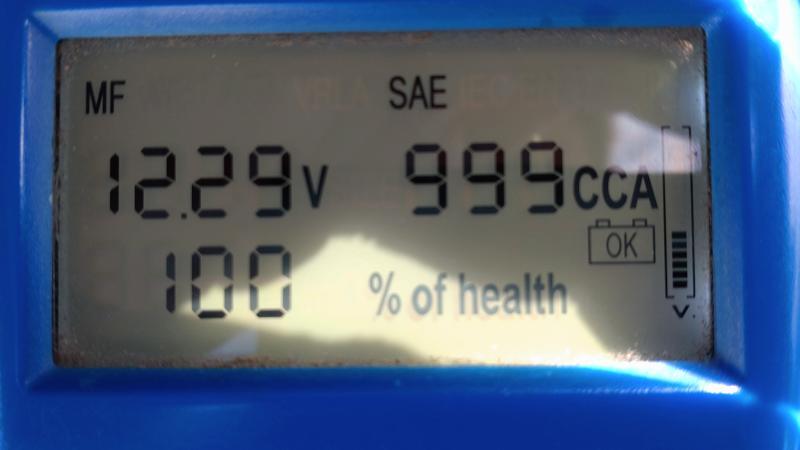 MF SAE
12.29V 999CCA
OK
100 % of health
V